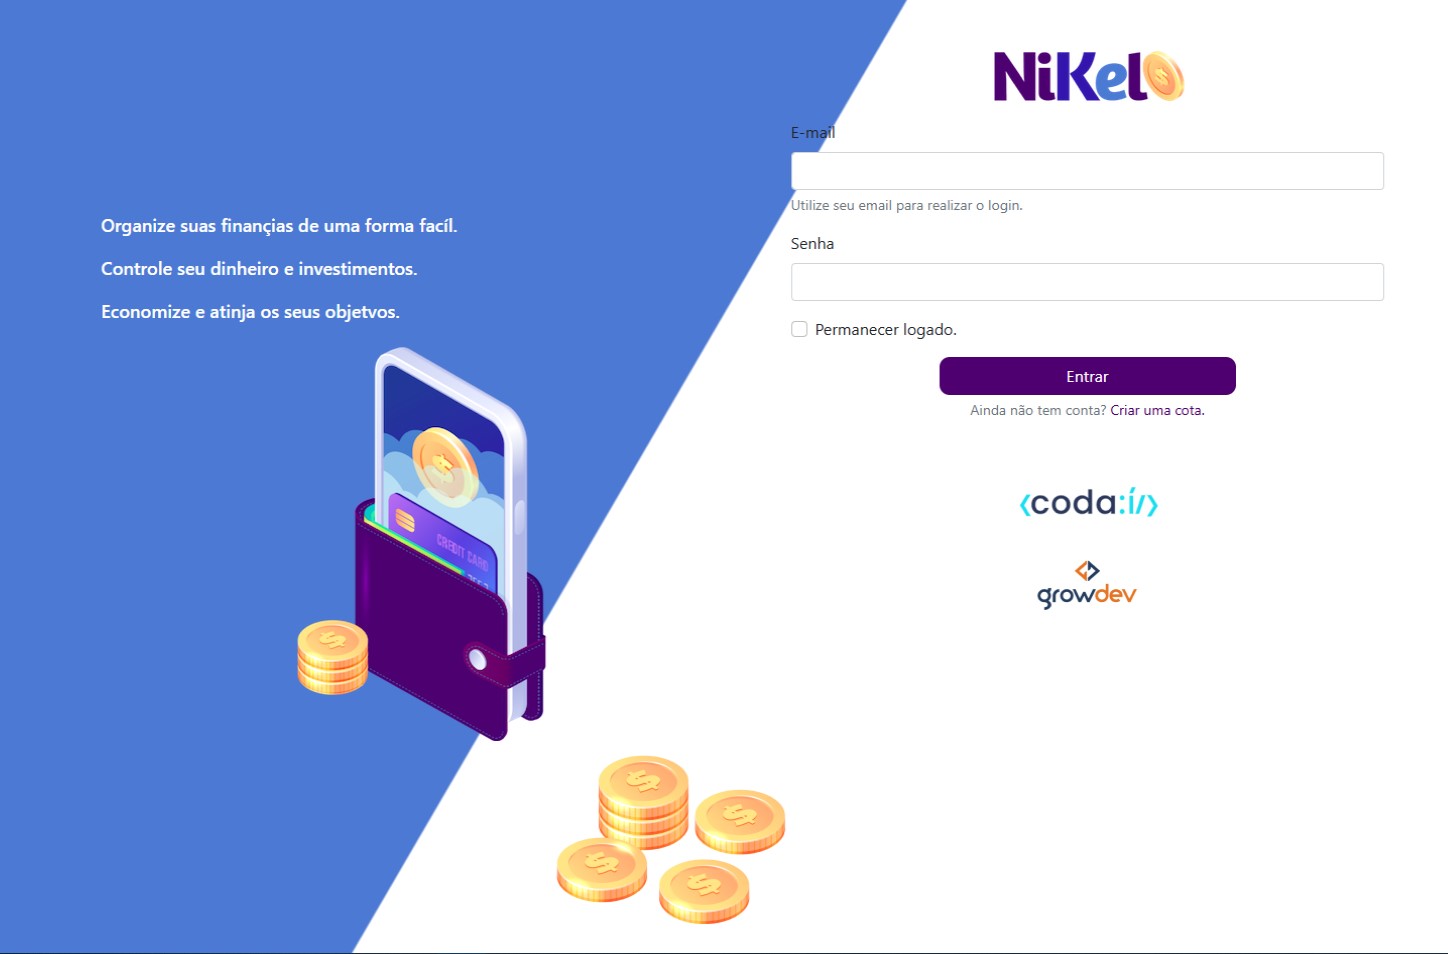 Organize suas finançias de uma forma facíl.
Controle seu dinheiro e investimentos.
Economize e atinja os seus objetvos.
CREDIT CARD
NiKel
E-mail
Utilize seu email para realizar o login.
Senha
Permanecer logado.
Entrar
Ainda não tem conta? Criar uma cota.
<coda:í/>
growdev